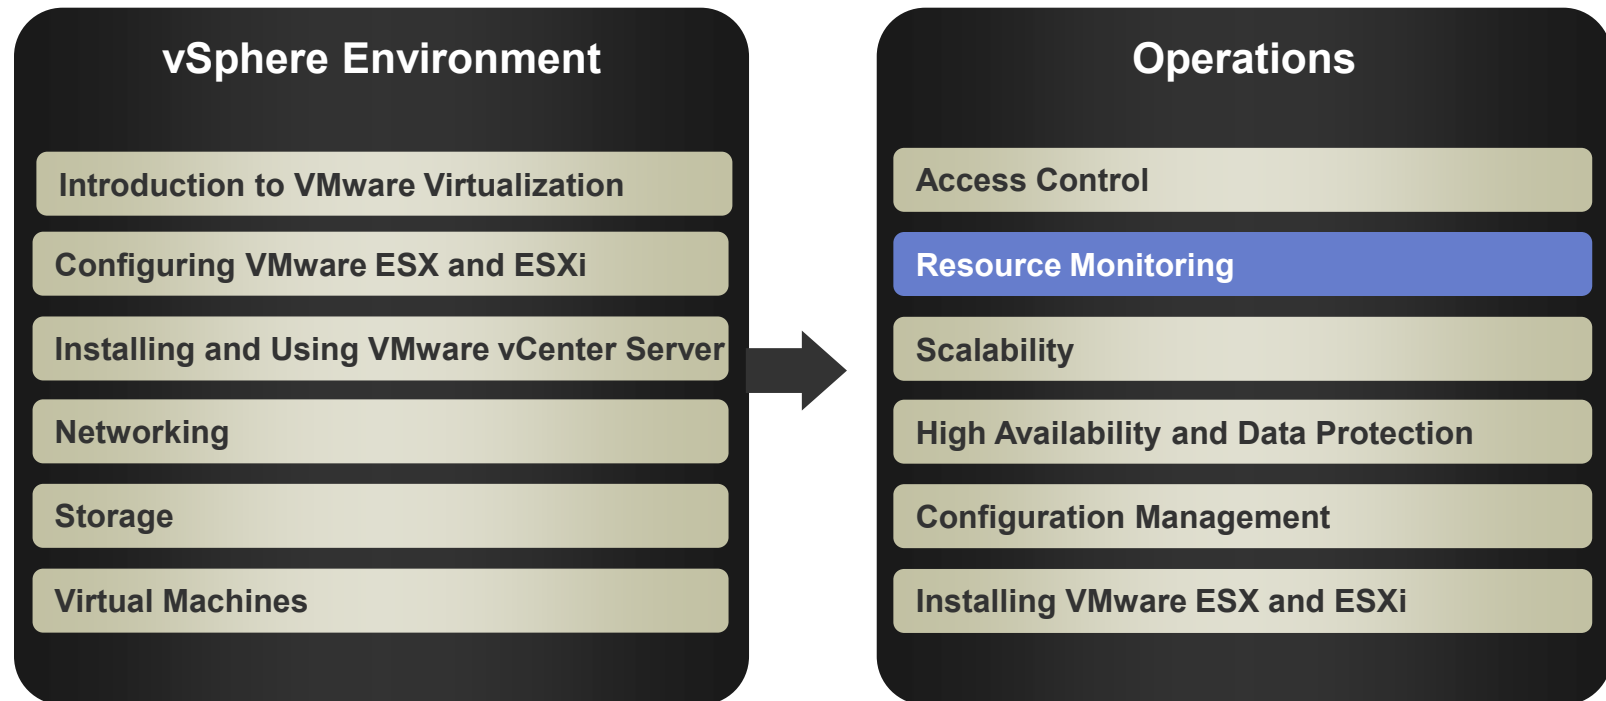 vSphere Environment
Introduction to VMware Virtualization
Configuring VMware ESX and ESXi
Installing and Using VMware vCenter Server
Networking
Storage
Virtual Machines
Operations
Access Control
Resource Monitoring
Scalability
High Availability and Data Protection
Configuration Management
Installing VMware ESX and ESXi